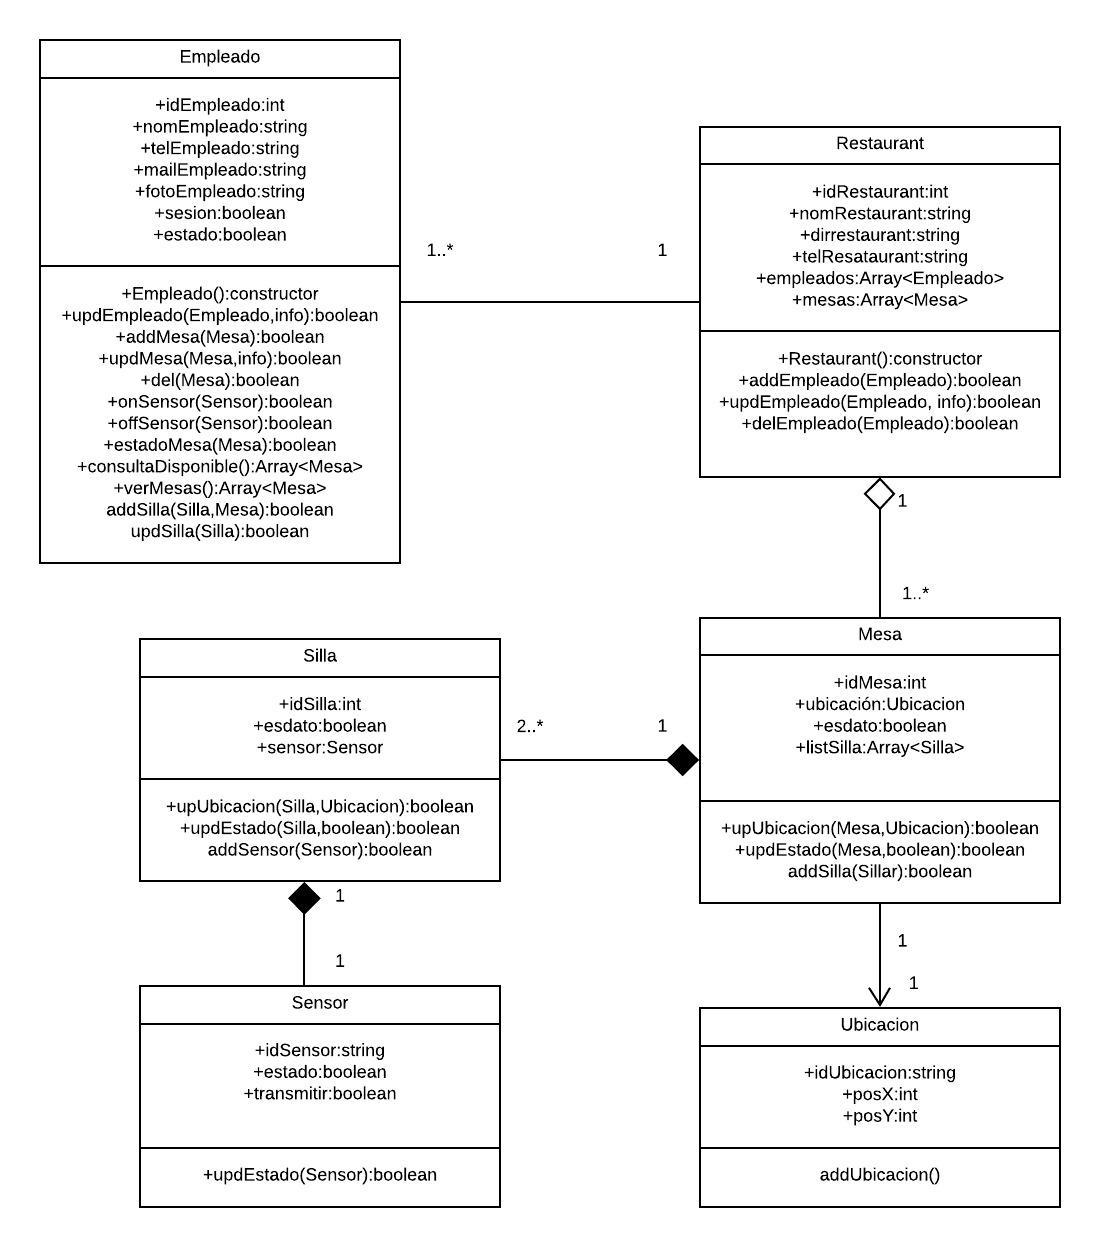 Empleado
+idEmpleado:int
+nomEmpleado:string
+telEmpleado:string
+mailEmpleado:string
+fotoEmpleado:string
+sesion:boolean
+estado:boolean
+Empleado():constructor
+updEmpleado(Empleado,info):boolean
+addMesa(Mesa):boolean
+updMesa(Mesa,info):boolean
+del(Mesa):boolean
+onSensor(Sensor):boolean
+offSensor(Sensor):boolean
+estadoMesa(Mesa):boolean
+consultaDisponible():Array<Mesa>
+verMesas():Array<Mesa>
addSilla(Silla,Mesa):boolean
updSilla(Silla):boolean
1..*
1
Restaurant
+idRestaurant:int
+nomRestaurant:string
+dirrestaurant:string
+telResataurant:string
+empleados:Array<Empleado>
+mesas:Array<Mesa>
+Restaurant():constructor
+addEmpleado(Empleado):boolean
+updEmpleado(Empleado, info):boolean
+delEmpleado(Empleado):boolean
1
1..*
Silla
+idSilla:int
+esdato:boolean
+sensor:Sensor
+upUbicacion(Silla,Ubicacion):boolean
+updEstado(Silla,boolean):boolean
addSensor(Sensor):boolean
2..*
1
Mesa
+idMesa:int
+ubicación:Ubicacion
+esdato:boolean
+listSilla:Array<Silla>
+upUbicacion(Mesa,Ubicacion):boolean
+updEstado(Mesa,boolean):boolean
addSilla(Sillar):boolean
1
1
Sensor
+idSensor:string
+estado:boolean
+transmitir:boolean
+updEstado(Sensor):boolean
1
1
Ubicacion
+idUbicacion:string
+posX:int
+posY:int
addUbicacion()